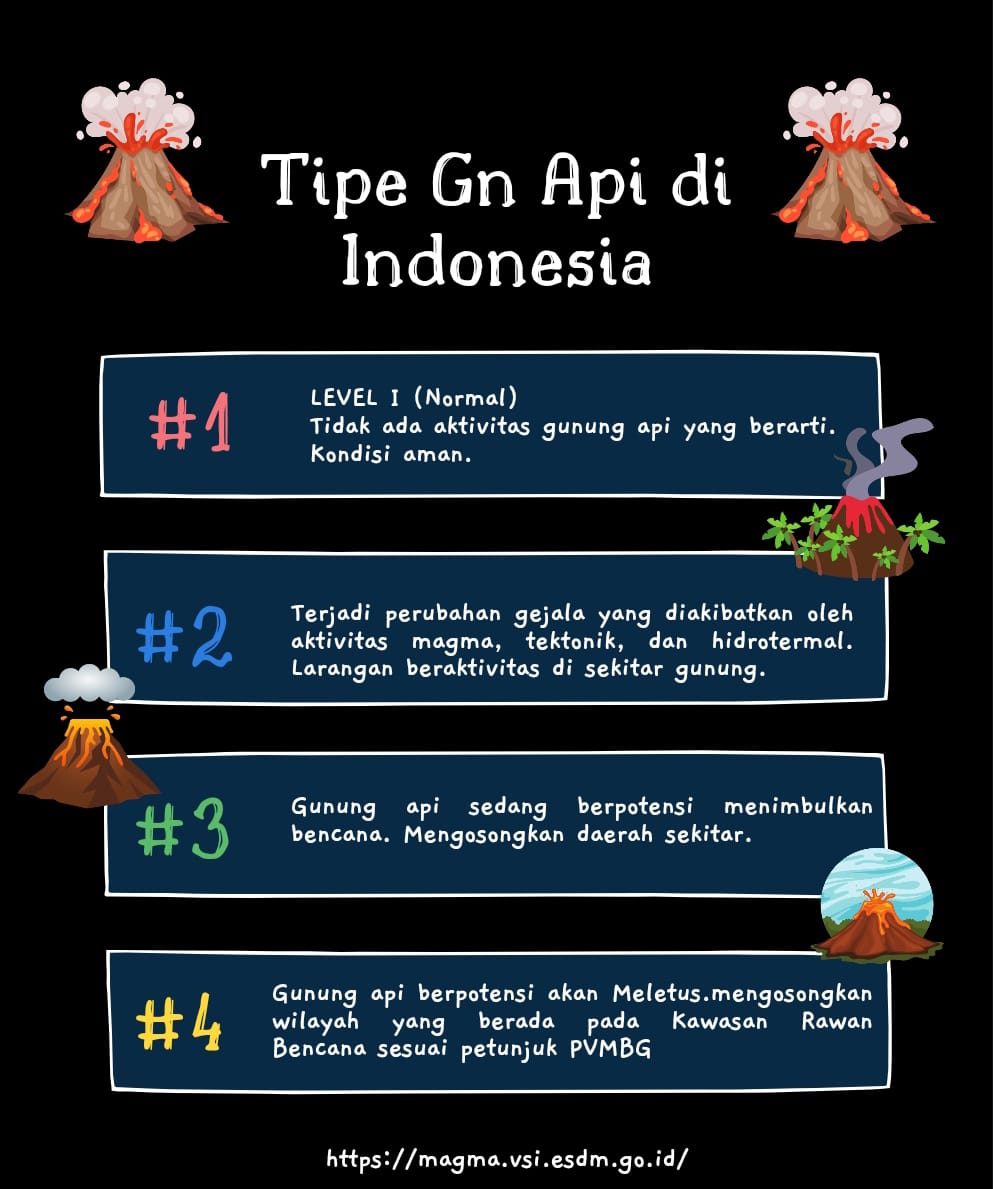 Tipe Gn Api di
Indonesia
#1
LEVEL I (Normal)
Tidak ada aktivitas gunung api yang berarti.
Kondisi aman.
#2
Terjadi perubahan gejala yang diakibatkan oleh
aktivitas magma, tektonik, dan hidrotermal.
Larangan beraktivitas di sekitar gunung.
#3
Gunung api sedang berpotensi menimbulkan
bencana. Mengosongkan daerah sekitar.
#4
Gunung api berpotensi akan Meletus.mengosongkan
wilayah yang berada pada Kawasan Rawan
Bencana sesuai petunjuk PVMBG
https://magma.vsi.esdm.go.id/